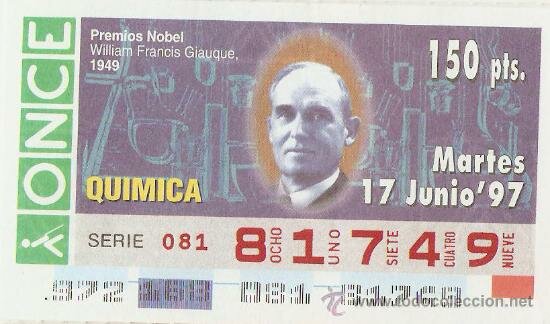 ONCE
Premios Nobel
William Francis Giauque,
1949
150 pts.
QUIMICA
Martes
17 Junio'97
SERIE 081
8 OCHO 1 UNO 7 SIETE 4 CUATRO 9 NUEVE
081
todocoleccion.net